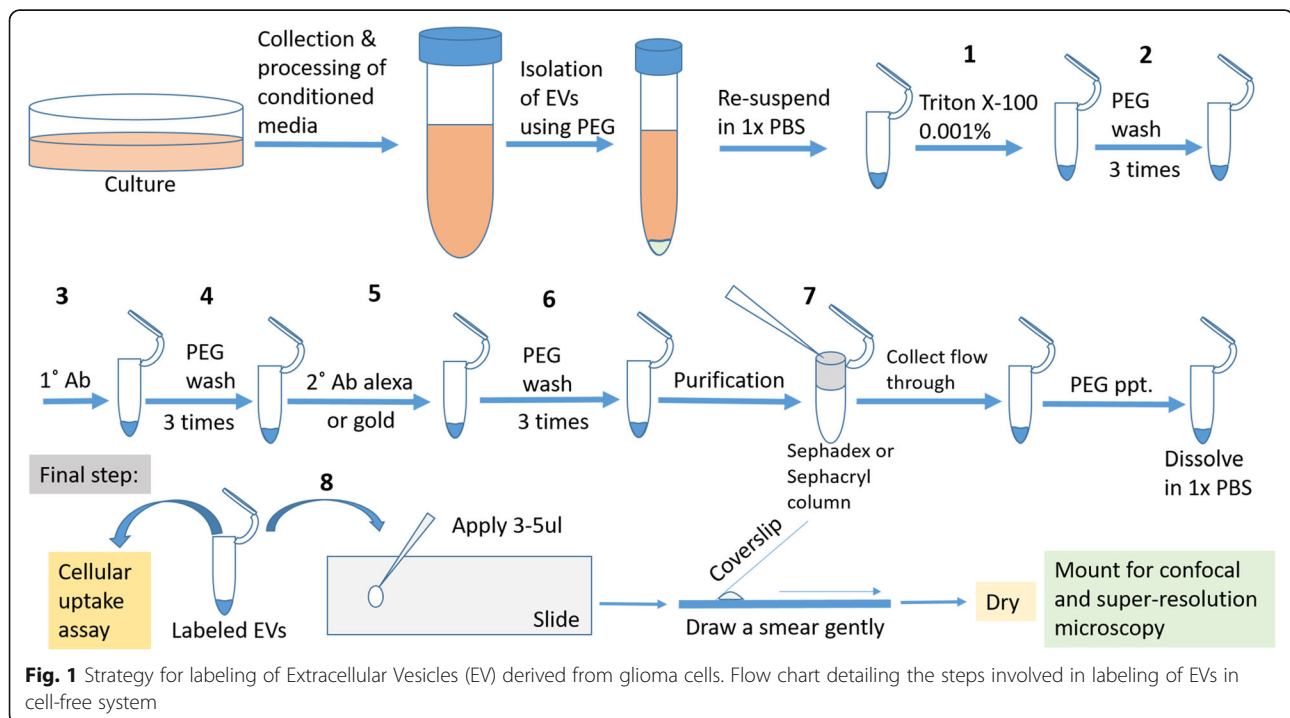 Collection &
processing of
conditioned
media
Culture
Isolation
of EVs
using PEG
Re-suspend
in 1x PBS
1
Triton X-100
0.001%
2
PEG
wash
3 times
3
1˚ Ab
4
PEG
wash
3 times
5
2˚ Ab alexa
or gold
6
PEG
wash
3 times
Purification
7
Sephadex or
Sephacryl
column
Collect flow
through
PEG ppt.
Dissolve
in 1x PBS
Final step:
Cellular
uptake
assay
Labeled EVs
8
Apply 3-5ul
Slide
Coverslip
Draw a smear gently
Dry
Mount for confocal
and super-resolution
microscopy
Fig. 1 Strategy for labeling of Extracellular Vesicles (EV) derived from glioma cells. Flow chart detailing the steps involved in labeling of EVs in
cell-free system